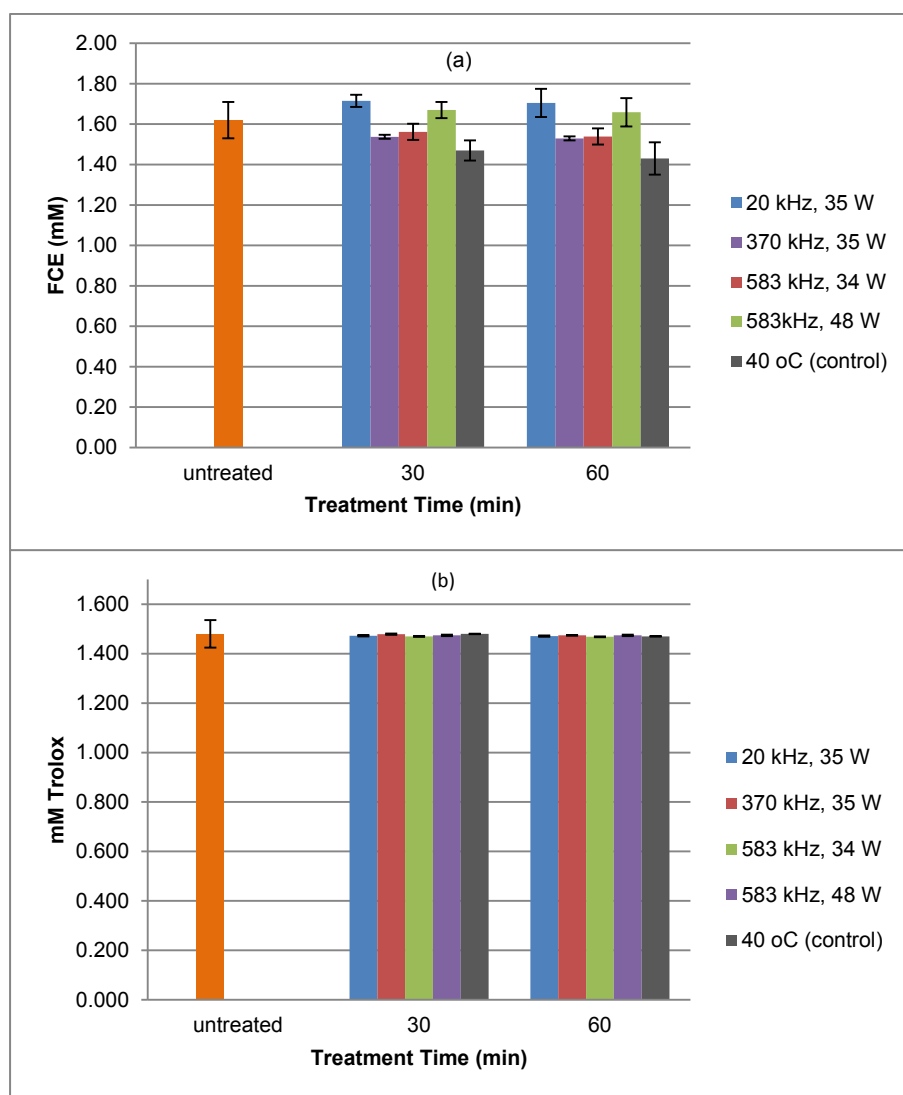 (a)
2.00
1.80
1.60
1.40
1.20
1.00
0.80
0.60
0.40
0.20
0.00
FCE (mM)
untreated 30 60
Treatment Time (min)
20 kHz, 35 W
370 kHz, 35 W
583 kHz, 34 W
583kHz, 48 W
40 oC (control)
(b)
1.600
1.400
1.200
1.000
0.800
0.600
0.400
0.200
0.000
mM Trolox
untreated 30 60
Treatment Time (min)
20 kHz, 35 W
370 kHz, 35 W
583 kHz, 34 W
583 kHz, 48 W
40 oC (control)